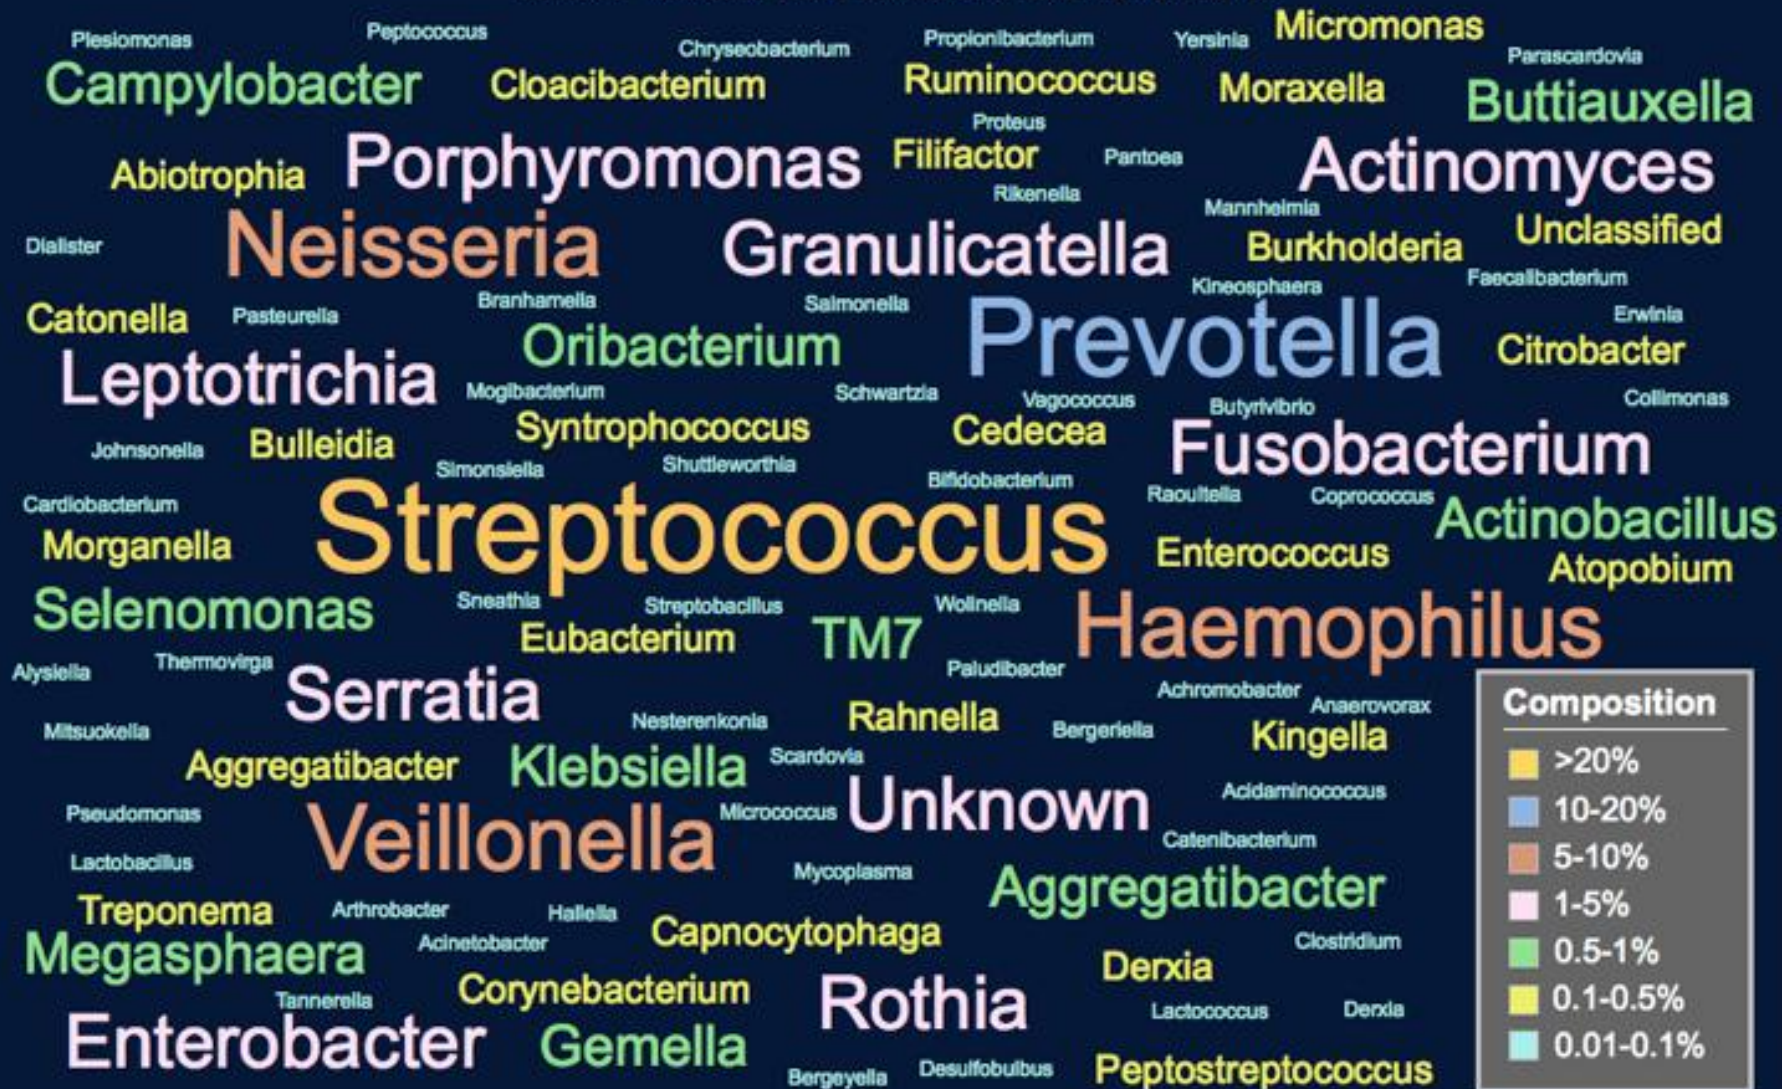 Plesiomonas Peptococcus Chryseobacterium Propionibacterium Yersinia Micromonas Parascardovia
Campylobacter Cloacibacterium Ruminococcus Moraxella Buttiauxella
Proteus
Abiotrophia Porphyromonas Filifactor Pantoea Actinomyces
Rikenella
Mannheimia
Dialister Neisseria Granulicatella Burkholderia Unclassified
Kineosphaera Faecalibacterium
Catonella Pasteurella Branhamella Salmonella Prevotella Erwinia
Oribacterium Citrobacter
Leptotrichia Mogibacterium Schwartzia Vagococcus Butyrivibrio Collimonas
Johnsonella Bulleidia Syntrophococcus Cedecea Fusobacterium
Simonsiella Shuttleworthia Bifidobacterium Raoultella Coprococcus
Cardiobacterium Streptococcus Actinobacillus
Morganella Enterococcus Atopobium
Selenomonas Sneathia Streptobacillus Wolinella Haemophilus
Eubacterium TM7
Alysiella Thermovirga Paludibacter
Serratia Achromobacter Anaerovorax
Mitsuokella Nesterenkonia Rahnella Bergeriella Kingella
Aggregatibacter Klebsiella Scardovia
Pseudomonas Veillonella Micrococcus Unknown Acidaminococcus
Catenibacterium
Lactobacillus Mycoplasma Aggregatibacter
Treponema Arthrobacter Hallella Capnocytophaga Clostridium
Megasphaera Acinetobacter Derxia
Tannerella Corynebacterium Rothia Lactococcus Derxia
Enterobacter Gemella
Bergeyella Desulfobulbus Peptostreptococcus
Composition
>20%
10-20%
5-10%
1-5%
0.5-1%
0.1-0.5%
0.01-0.1%